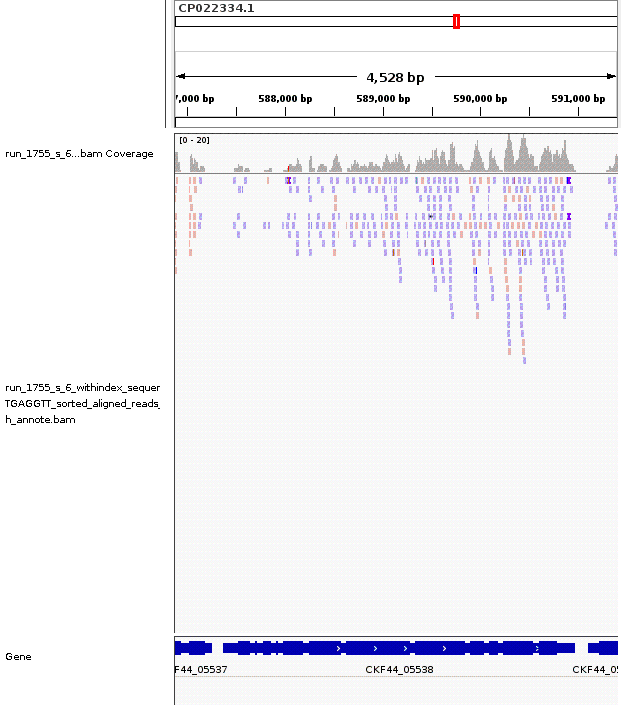 CP022334.1
4,528 bp
7,000 bp 588,000 bp 589,000 bp 590,000 bp 591,000 bp
[0 - 20]
run_1755_s_6...bam Coverage
run_1755_s_6_withindex_sequer
TGAGGTT_sorted_aligned_reads_
h_annote.bam
Gene
F44_05537 CKF44_05538 CKF44_05